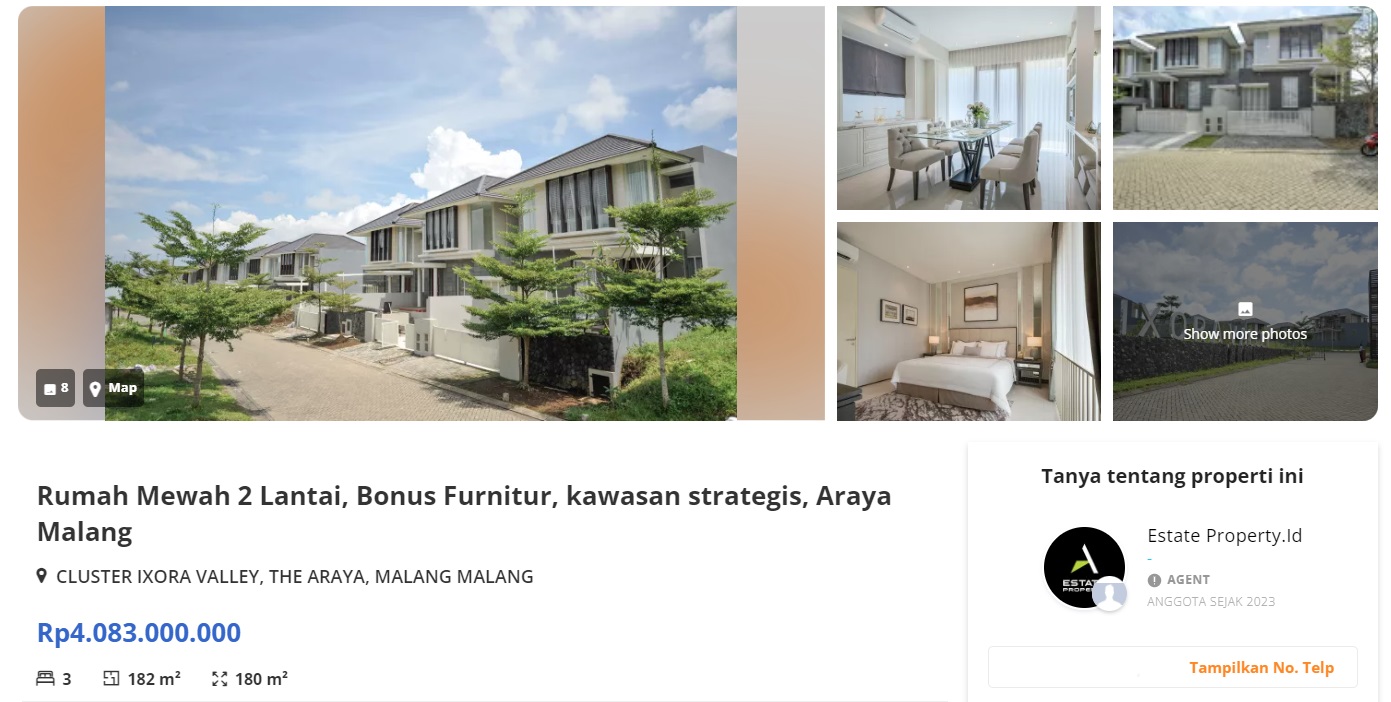 8
Map
Show more photos
Rumah Mewah 2 Lantai, Bonus Furnitur, kawasan strategis, Araya
Malang
CLUSTER IXORA VALLEY, THE ARAYA, MALANG MALANG
Rp4.083.000.000
3
182 m²
180 m²
Tanya tentang properti ini
Estate Property.Id
-
AGENT
ANGGOTA SEJAK 2023
Tampilkan No. Telp